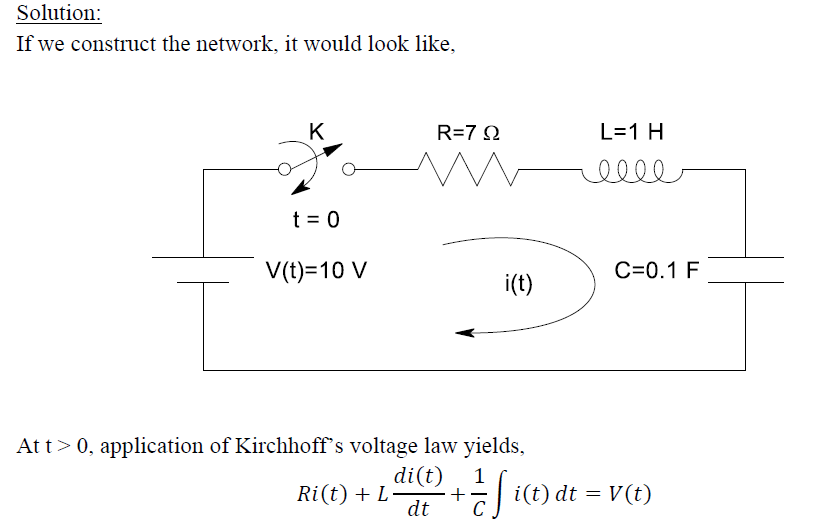 Solution:
If we construct the network, it would look like,
K
R=7 Ω
L=1 H
t = 0
V(t)=10 V
i(t)
C=0.1 F
At t > 0, application of Kirchhoff’s voltage law yields,
Ri(t) + L di(t)/dt + 1/C ∫ i(t) dt = V(t)